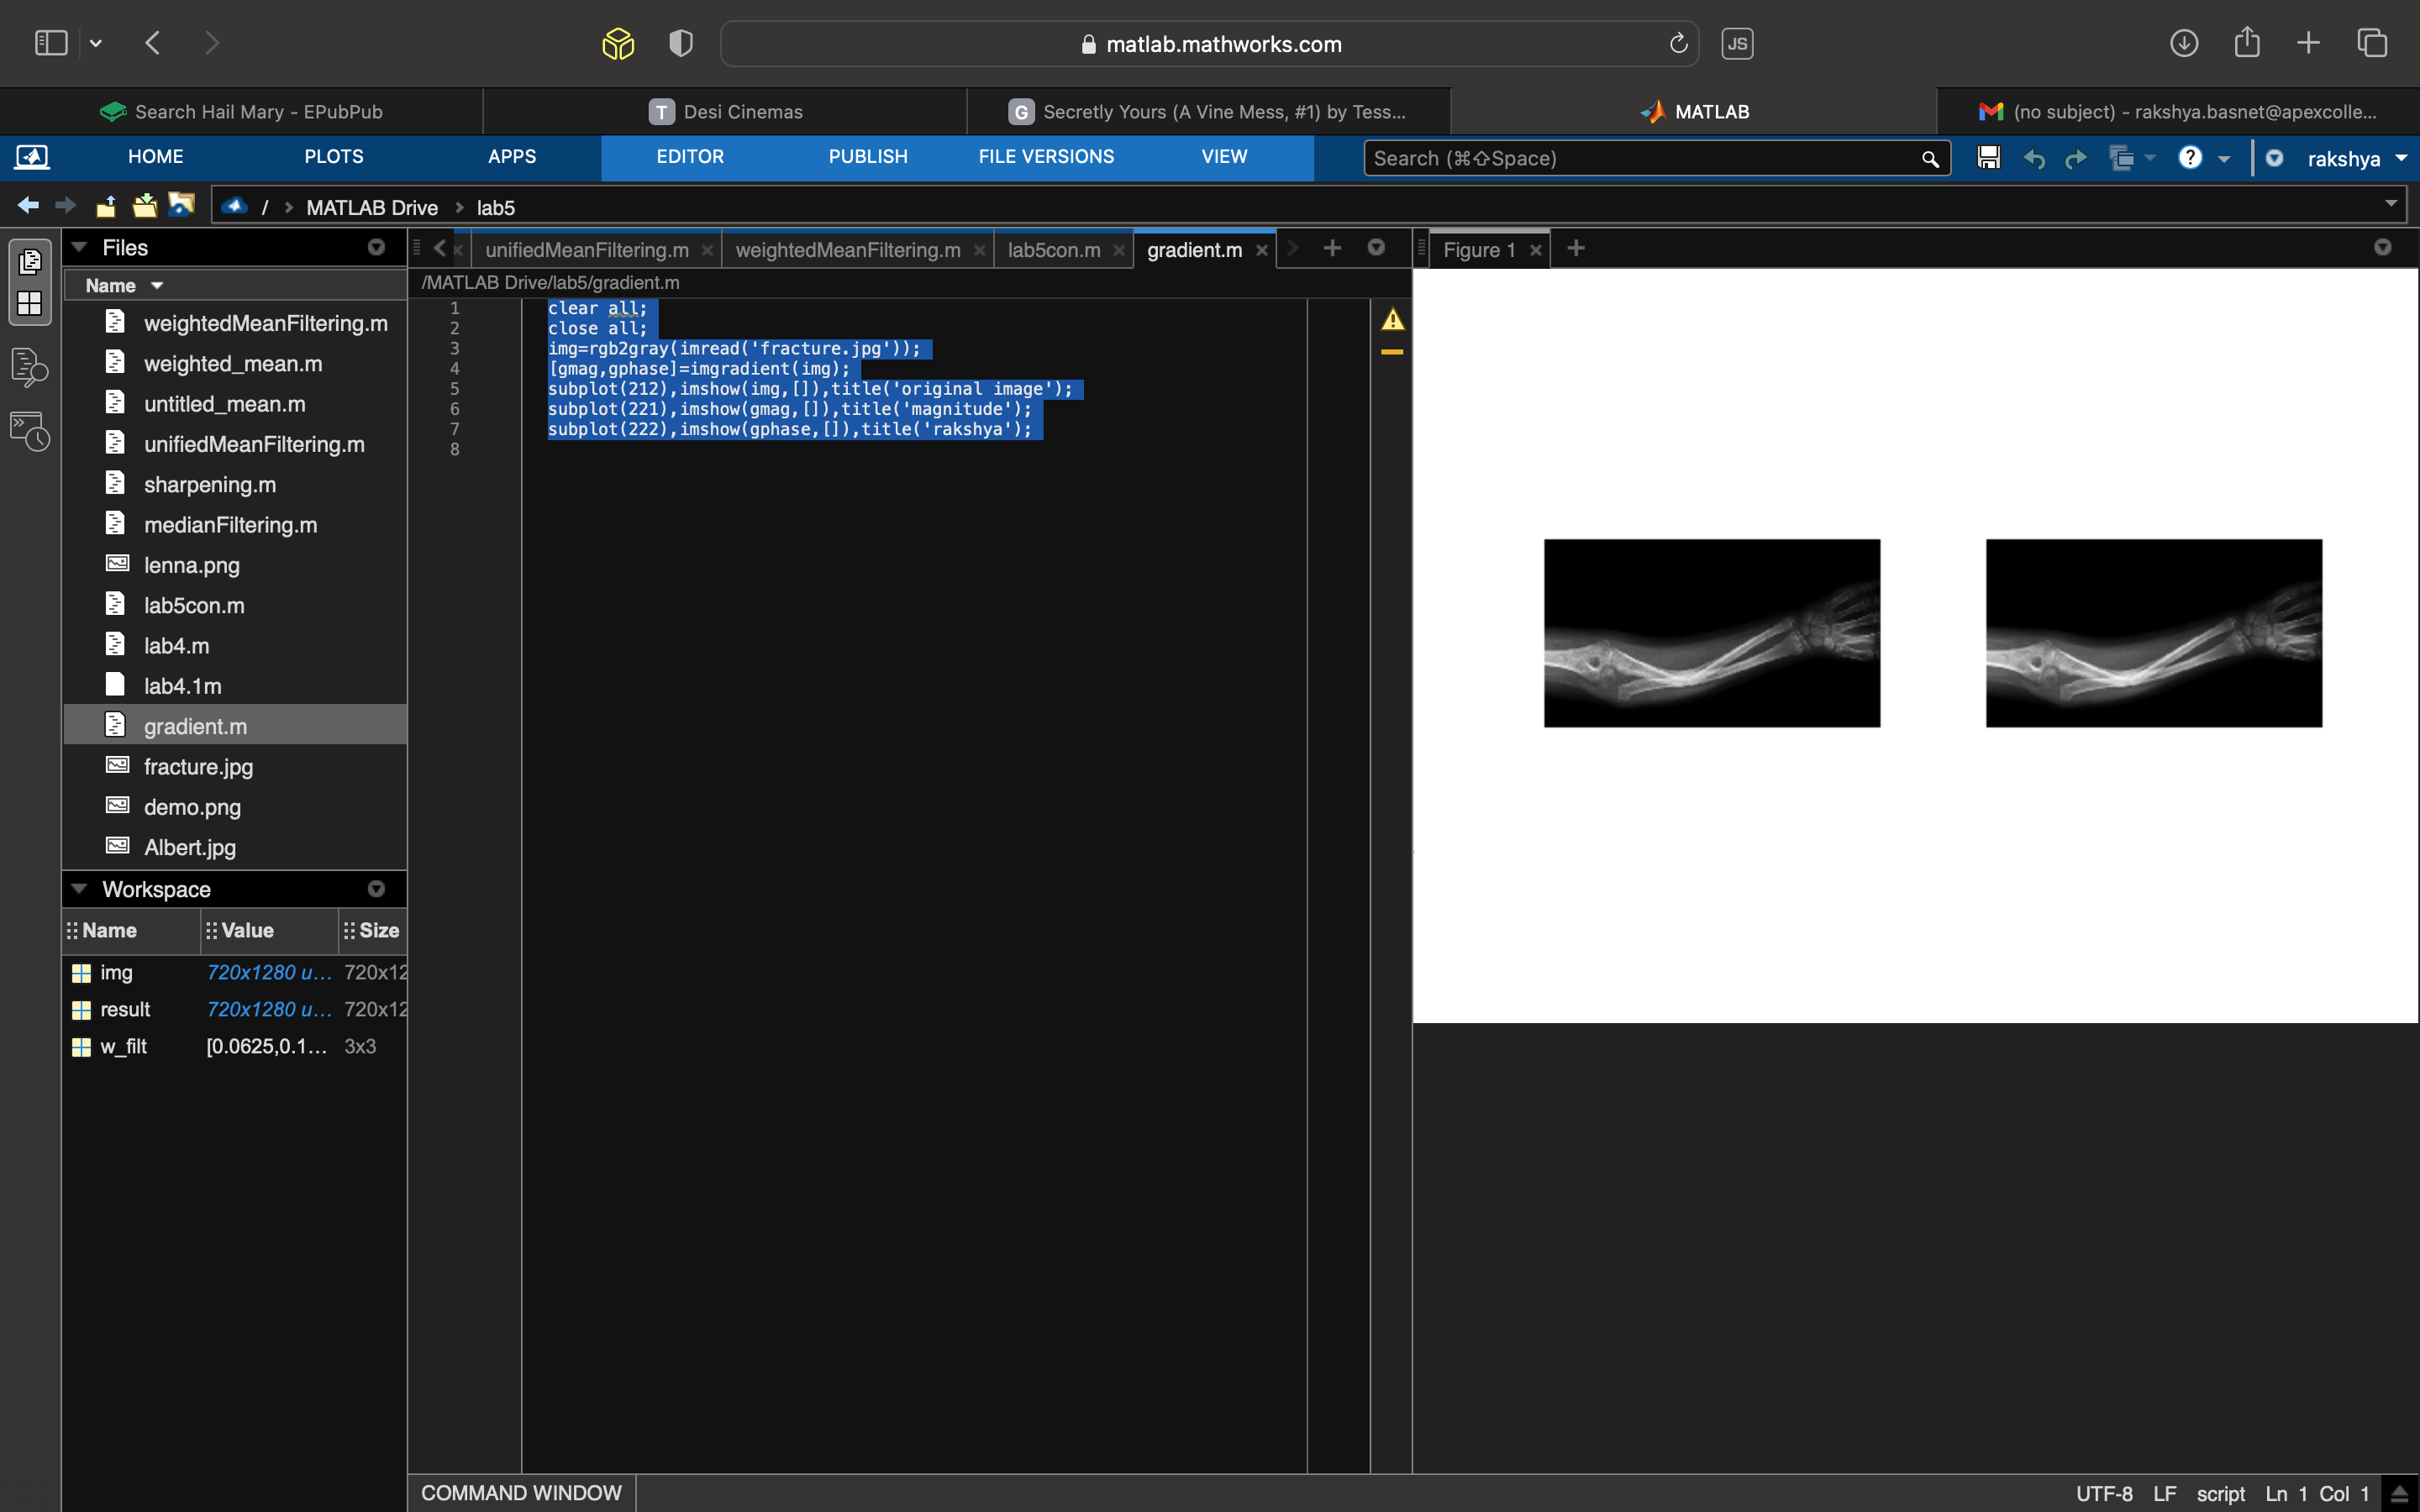 matlab.mathworks.com
JS
Search Hail Mary - EPubPub
T Desi Cinemas
G Secretly Yours (A Vine Mess, #1) by Tess...
MATLAB
(no subject) - rakshya.basnet@apexcolle...
HOME PLOTS APPS EDITOR PUBLISH FILE VERSIONS VIEW
Search (⌘⇧Space)
? rakshya
/ > MATLAB Drive > lab5
Files
Name
weightedMeanFiltering.m
weighted_mean.m
untitled_mean.m
unifiedMeanFiltering.m
sharpening.m
medianFiltering.m
lenna.png
lab5con.m
lab4.m
lab4.1m
gradient.m
fracture.jpg
demo.png
Albert.jpg
Workspace
Name Value Size
img 720x1280 u... 720x12
result 720x1280 u... 720x12
w_filt [0.0625,0.1... 3x3
unifiedMeanFiltering.m weightedMeanFiltering.m lab5con.m gradient.m
/MATLAB Drive/lab5/gradient.m
1 clear all;
2 close all;
3 img=rgb2gray(imread('fracture.jpg'));
4 [gmag,gphase]=imgradient(img);
5 subplot(212),imshow(img,[]),title('original image');
6 subplot(221),imshow(gmag,[]),title('magnitude');
7 subplot(222),imshow(gphase,[]),title('rakshya');
8
Figure 1
COMMAND WINDOW
UTF-8 LF script Ln 1 Col 1